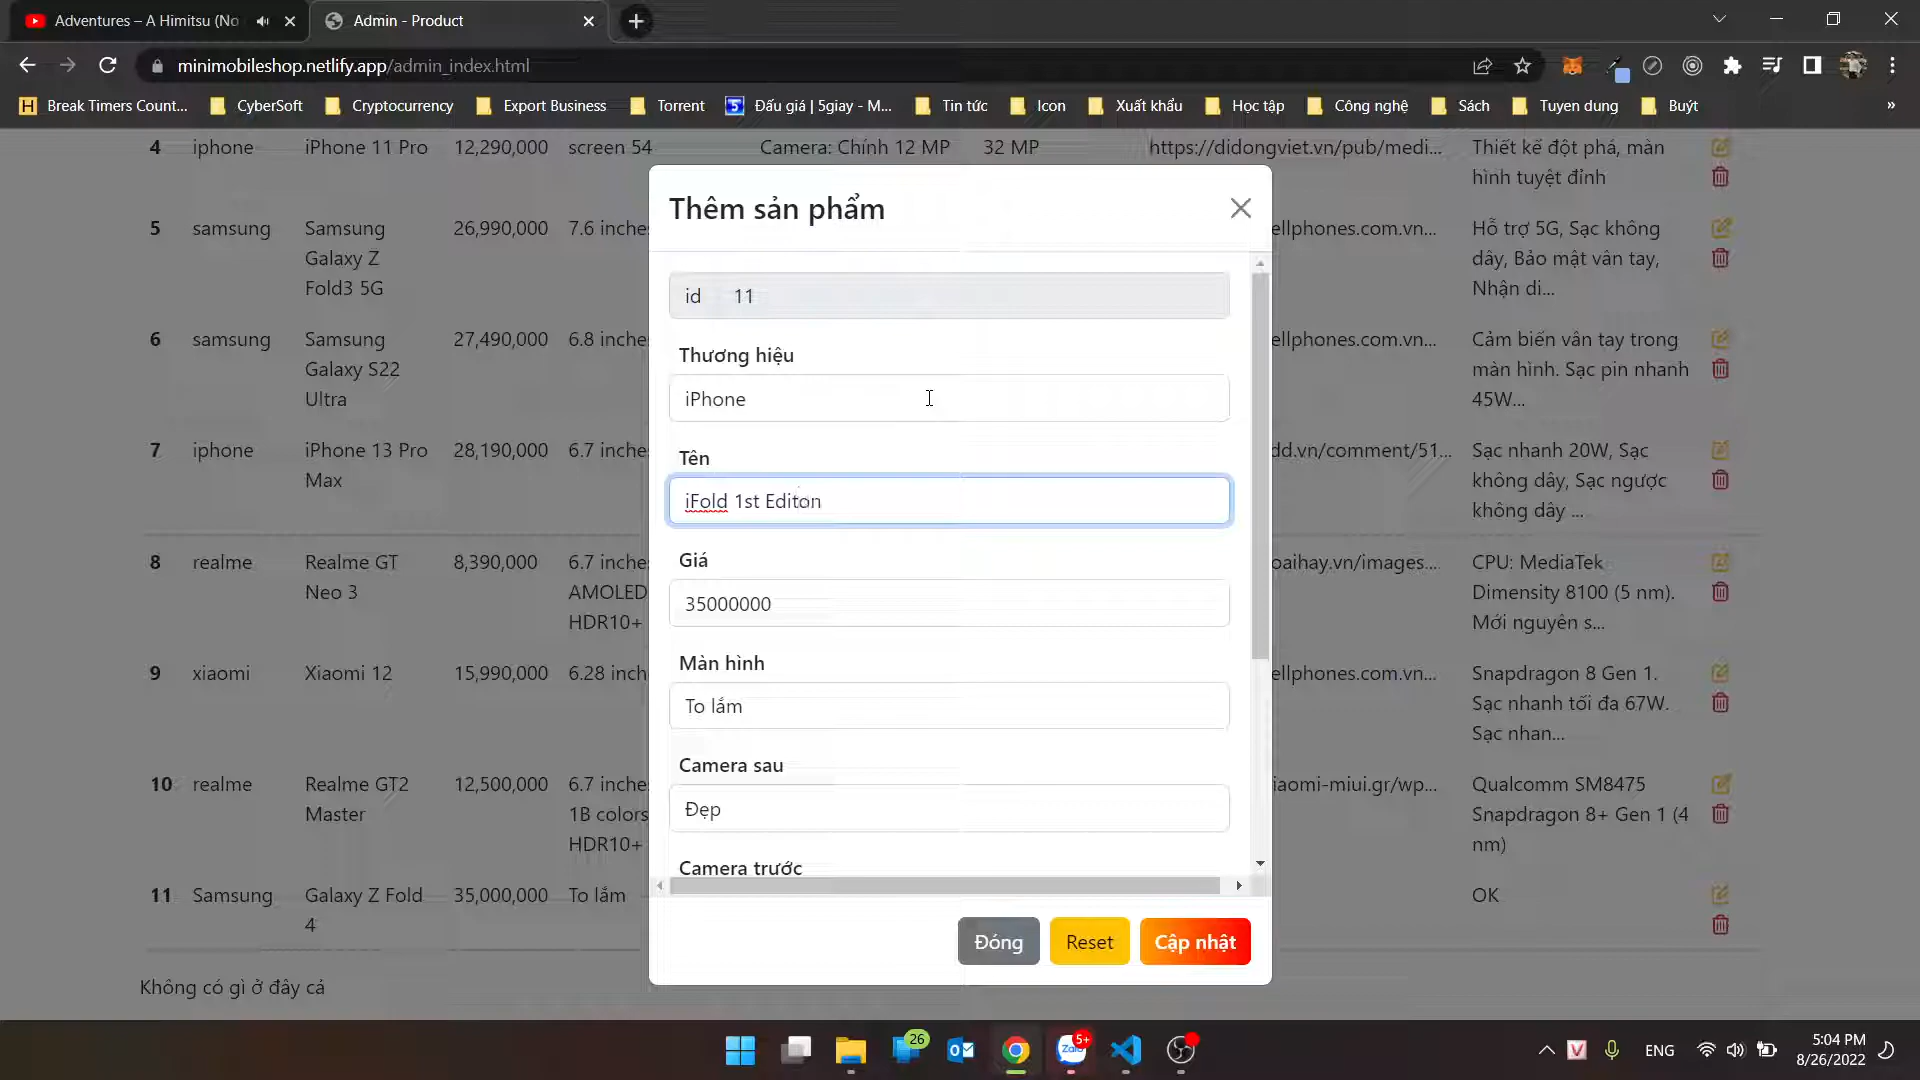 Adventures – A Himitsu (No
Admin - Product
minimobileshop.netlify.app/admin_index.html
Break Timers Count...
CyberSoft
Cryptocurrency
Export Business
Torrent
Đấu giá | 5giay - M...
Tin tức
Icon
Xuất khẩu
Học tập
Công nghệ
Sách
Tuyen dung
Buýt
»
4 iphone iPhone 11 Pro 12,290,000 screen 54 Camera: Chính 12 MP 32 MP https://didongviet.vn/pub/medi... Thiết kế đột phá, màn
hình tuyệt đỉnh
5 samsung Samsung 26,990,000 7.6 inche ellphones.com.vn... Hỗ trợ 5G, Sạc không
Galaxy Z dây, Bảo mật vân tay,
Fold3 5G Nhận di...
6 samsung Samsung 27,490,000 6.8 inche ellphones.com.vn... Cảm biến vân tay trong
Galaxy S22 màn hình. Sạc pin nhanh
Ultra 45W...
7 iphone iPhone 13 Pro 28,190,000 6.7 inche dd.vn/comment/51... Sạc nhanh 20W, Sạc
Max không dây, Sạc ngược
không dây ...
8 realme Realme GT 8,390,000 6.7 inche oaihay.vn/images... CPU: MediaTek
Neo 3 AMOLED Dimensity 8100 (5 nm).
HDR10+ Mới nguyên s...
9 xiaomi Xiaomi 12 15,990,000 6.28 inch ellphones.com.vn... Snapdragon 8 Gen 1.
Sạc nhanh tối đa 67W.
Sạc nhan...
10 realme Realme GT2 12,500,000 6.7 inche iaomi-miui.gr/wp... Qualcomm SM8475
Master 1B colors Snapdragon 8+ Gen 1 (4
HDR10+ nm)
11 Samsung Galaxy Z Fold 35,000,000 To lắm OK
4
Không có gì ở đây cả
Thêm sản phẩm
id 11
Thương hiệu
iPhone
Tên
iFold 1st Editon
Giá
35000000
Màn hình
To lắm
Camera sau
Đẹp
Camera trước
Đóng
Reset
Cập nhật
26
5+
Zalo
V
ENG
5:04 PM
8/26/2022